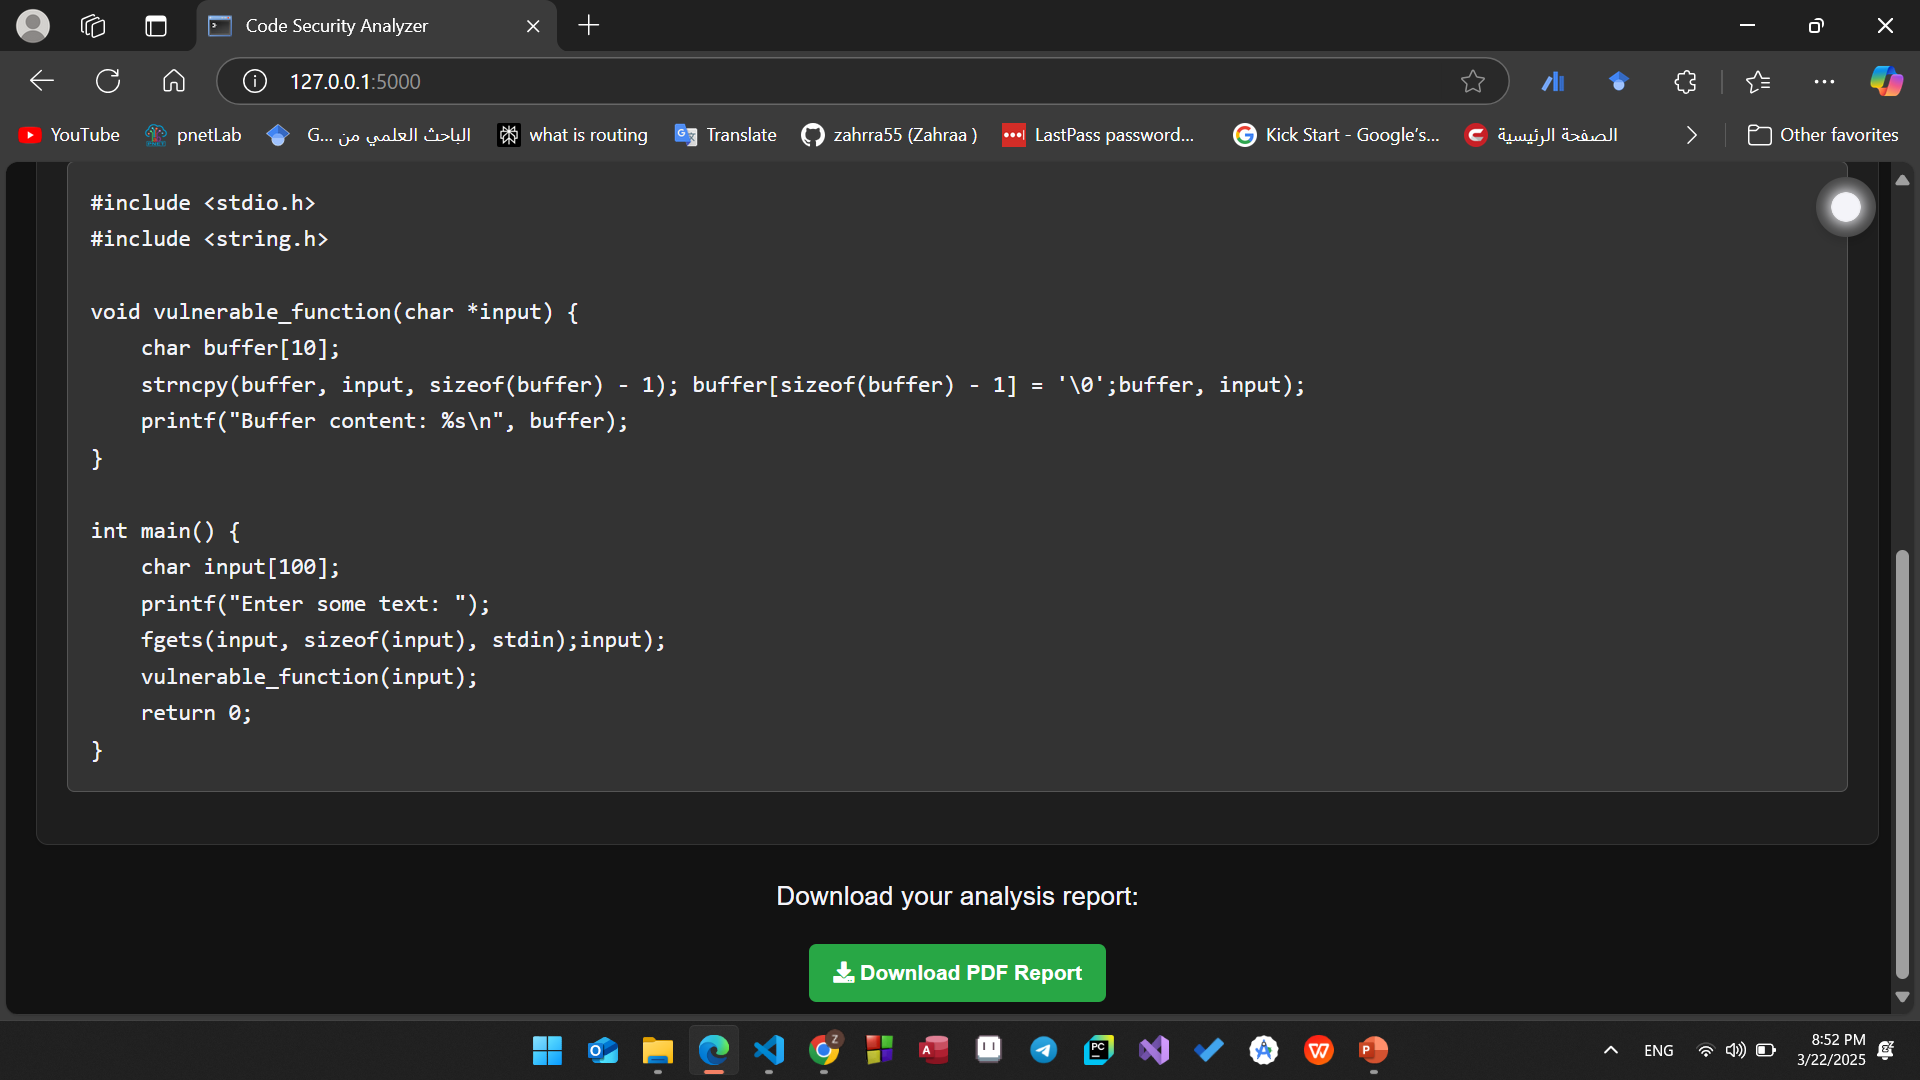 Code Security Analyzer
127.0.0.1:5000
YouTube
pnetLab
الباحث العلمي من ...G
what is routing
Translate
zahrra55 (Zahraa )
LastPass password...
Kick Start - Google's...
الصفحة الرئيسية
Other favorites
#include <stdio.h>
#include <string.h>
void vulnerable_function(char *input) {
    char buffer[10];
    strncpy(buffer, input, sizeof(buffer) - 1); buffer[sizeof(buffer) - 1] = '\0';buffer, input);
    printf("Buffer content: %s\n", buffer);
}
int main() {
    char input[100];
    printf("Enter some text: ");
    fgets(input, sizeof(input), stdin);input);
    vulnerable_function(input);
    return 0;
}
Download your analysis report:
Download PDF Report
ENG
8:52 PM
3/22/2025